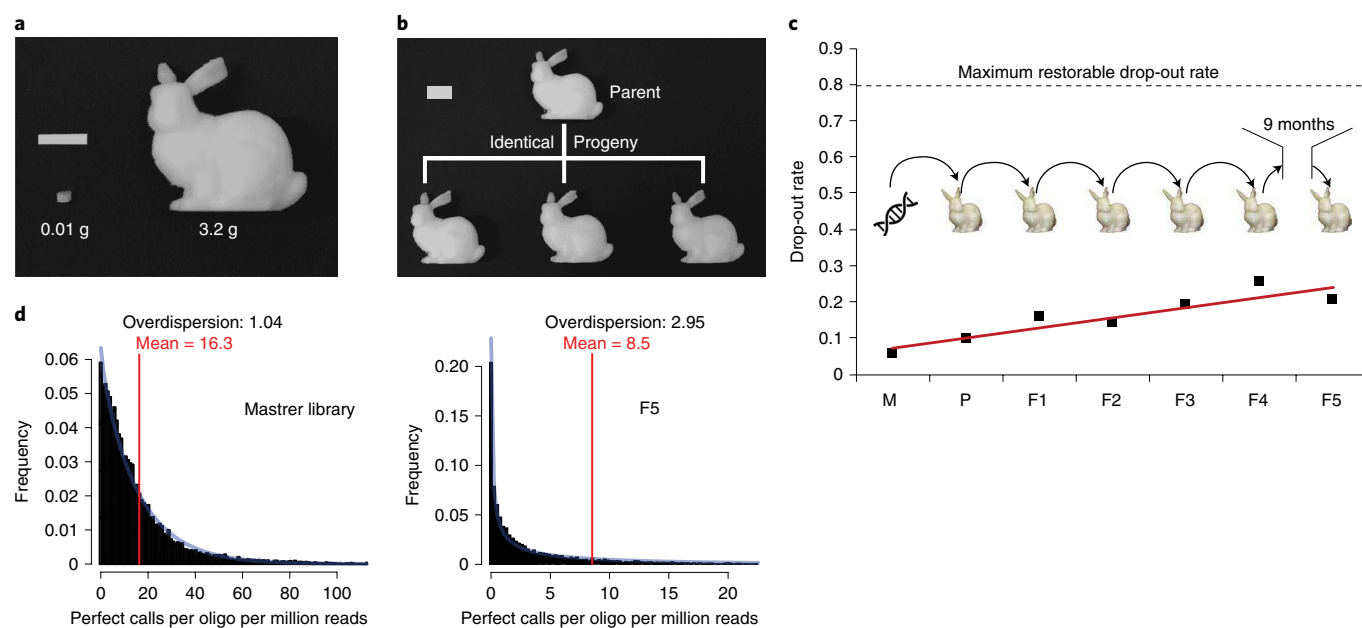 a
0.01 g
3.2 g
b
Parent
Identical Progeny
c
0.9
0.8
0.7
0.6
0.5
0.4
0.3
0.2
0.1
0
Drop-out rate
Maximum restorable drop-out rate
9 months
M P F1 F2 F3 F4 F5
d
Overdispersion: 1.04
Mean = 16.3
Mastrer library
0.06
0.05
0.04
0.03
0.02
0.01
0
Frequency
0 20 40 60 80 100
Perfect calls per oligo per million reads
Overdispersion: 2.95
Mean = 8.5
F5
0.20
0.15
0.10
0.05
0
Frequency
0 5 10 15 20
Perfect calls per oligo per million reads